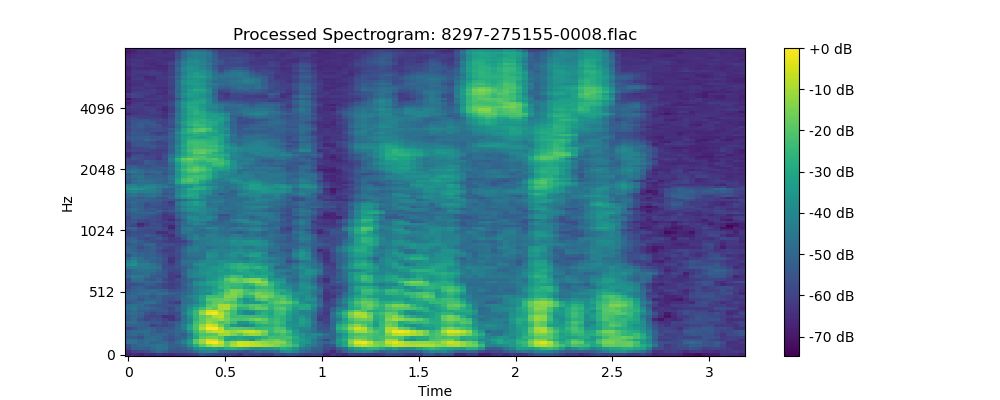 Processed Spectrogram: 8297-275155-0008.flac
Hz
4096
2048
1024
512
0
0
0.5
1
1.5
2
2.5
3
Time
+0 dB
-10 dB
-20 dB
-30 dB
-40 dB
-50 dB
-60 dB
-70 dB